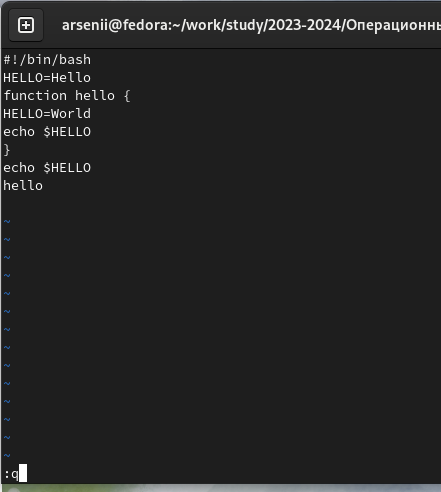 arsenii@fedora:~/work/study/2023-2024/Операционны
#!/bin/bash
HELLO=Hello
function hello {
HELLO=World
echo $HELLO
}
echo $HELLO
hello
~
~
~
~
~
~
~
~
~
~
~
~
~
~
:q